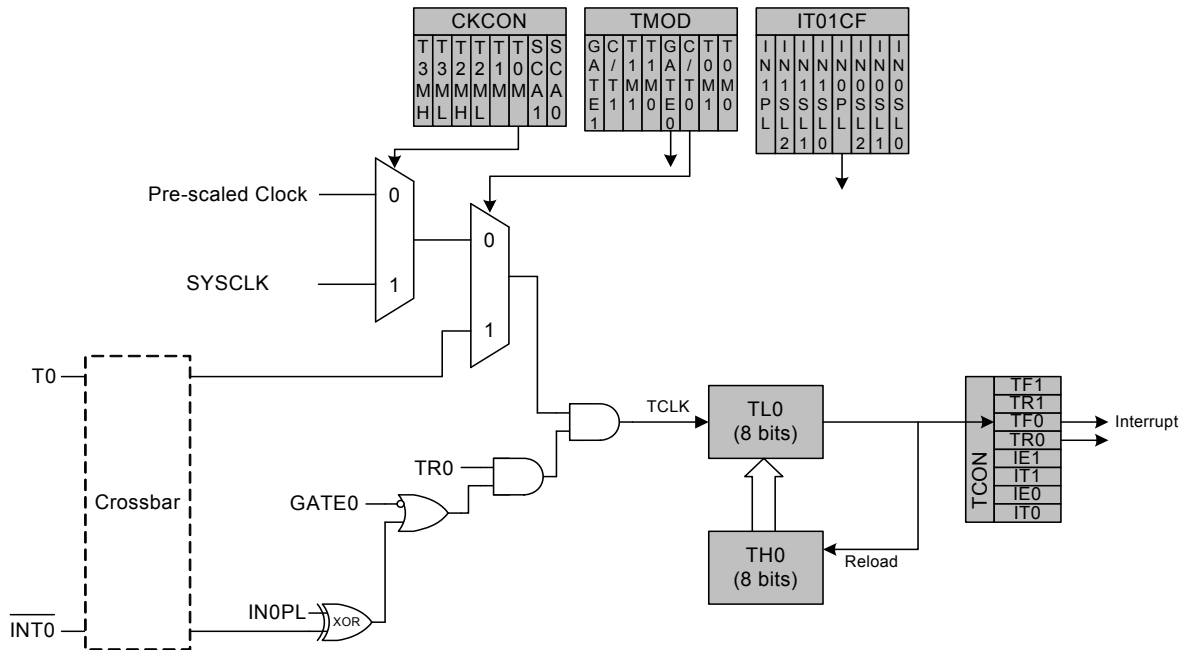 CKCON
T3MH T3ML T2MH T2ML T1M T0M SCA1 SCA0
TMOD
GATE1 C/T1 T1M1 T1M0 GATE0 C/T0 T0M1 T0M0
IT01CF
IN1PL IN1SL2 IN1SL1 IN1SL0 IN0PL IN0SL2 IN0SL1 IN0SL0
Pre-scaled Clock
0
0
SYSCLK
1
1
T0
Crossbar
TCLK
TL0
(8 bits)
TCON
TF1
TR1
TF0
TR0
IE1
IT1
IE0
IT0
Interrupt
TR0
GATE0
TH0
(8 bits)
Reload
IN0PL
XOR
INT0